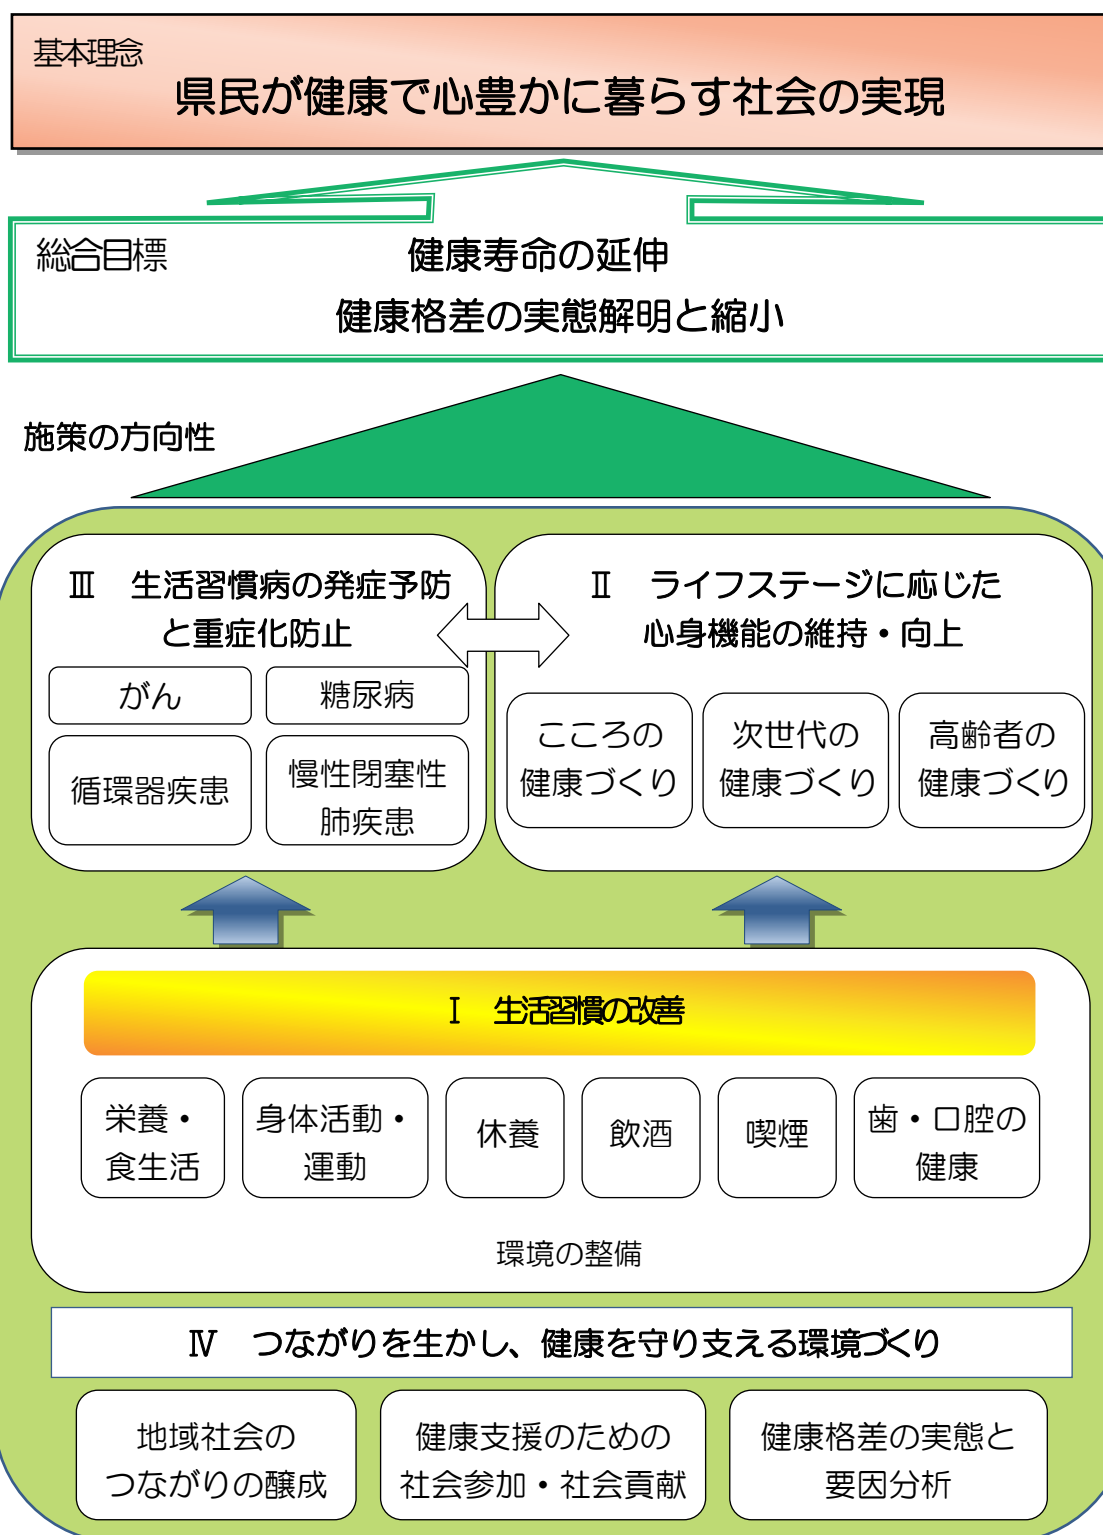 基本理念
県民が健康で心豊かに暮らす社会の実現
総合目標
健康寿命の延伸
健康格差の実態解明と縮小
施策の方向性
Ⅲ 生活習慣病の発症予防
と重症化防止
がん
糖尿病
循環器疾患
慢性閉塞性
肺疾患
Ⅱ ライフステージに応じた
心身機能の維持・向上
こころの
健康づくり
次世代の
健康づくり
高齢者の
健康づくり
Ⅰ 生活習慣の改善
栄養・
食生活
身体活動・
運動
休養
飲酒
喫煙
歯・口腔の
健康
環境の整備
Ⅳ つながりを生かし、健康を守り支える環境づくり
地域社会の
つながりの醸成
健康支援のための
社会参加・社会貢献
健康格差の実態と
要因分析